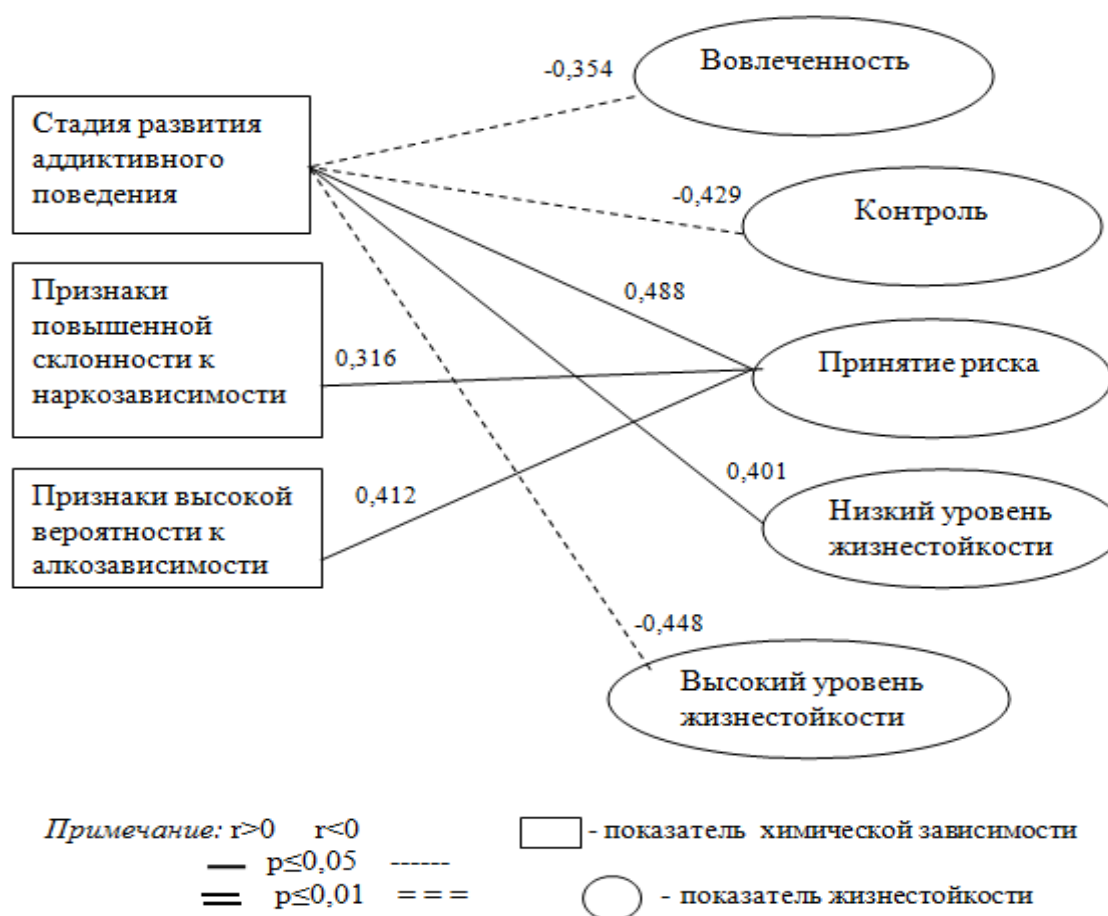 Вовлеченность
-0,354
Стадия развития
аддиктивного
поведения
-0,429
Контроль
Признаки
повышенной
склонности к
наркозависимости
0,488
0,316
Принятие риска
Признаки высокой
вероятности к
алкозависимости
0,412
0,401
Низкий уровень
жизнестойкости
-0,448
Высокий уровень
жизнестойкости
Примечание: r>0 r<0
p≤0,05 ------
p≤0,01 = = =
- показатель химической зависимости
- показатель жизнестойкости